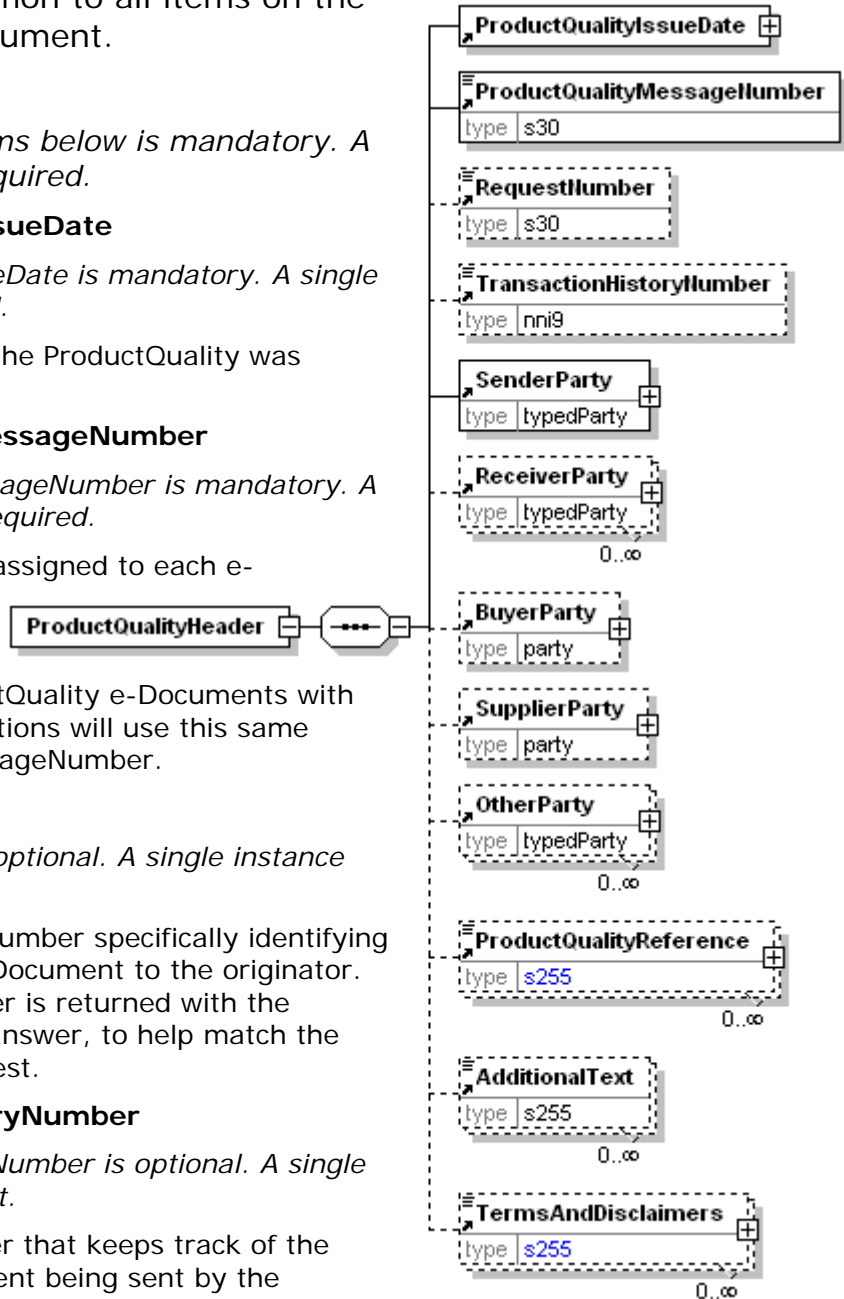 ion to all items on the
ument.
ms below is mandatory. A
quired.
sueDate
eDate is mandatory. A single
he ProductQuality was
essageNumber
sageNumber is mandatory. A
equired.
assigned to each e-
tQuality e-Documents with
tions will use this same
ageNumber.
optional. A single instance
umber specifically identifying
Document to the originator.
er is returned with the
nswer, to help match the
est.
ryNumber
Number is optional. A single
t.
er that keeps track of the
ent being sent by the
ProductQualityHeader
ProductQualityIssueDate
ProductQualityMessageNumber
type s30
RequestNumber
type s30
TransactionHistoryNumber
type nni9
SenderParty
type typedParty
ReceiverParty
type typedParty
0..∞
BuyerParty
type party
SupplierParty
type party
OtherParty
type typedParty
0..∞
ProductQualityReference
type s255
0..∞
AdditionalText
type s255
0..∞
TermsAndDisclaimers
type s255
0..∞